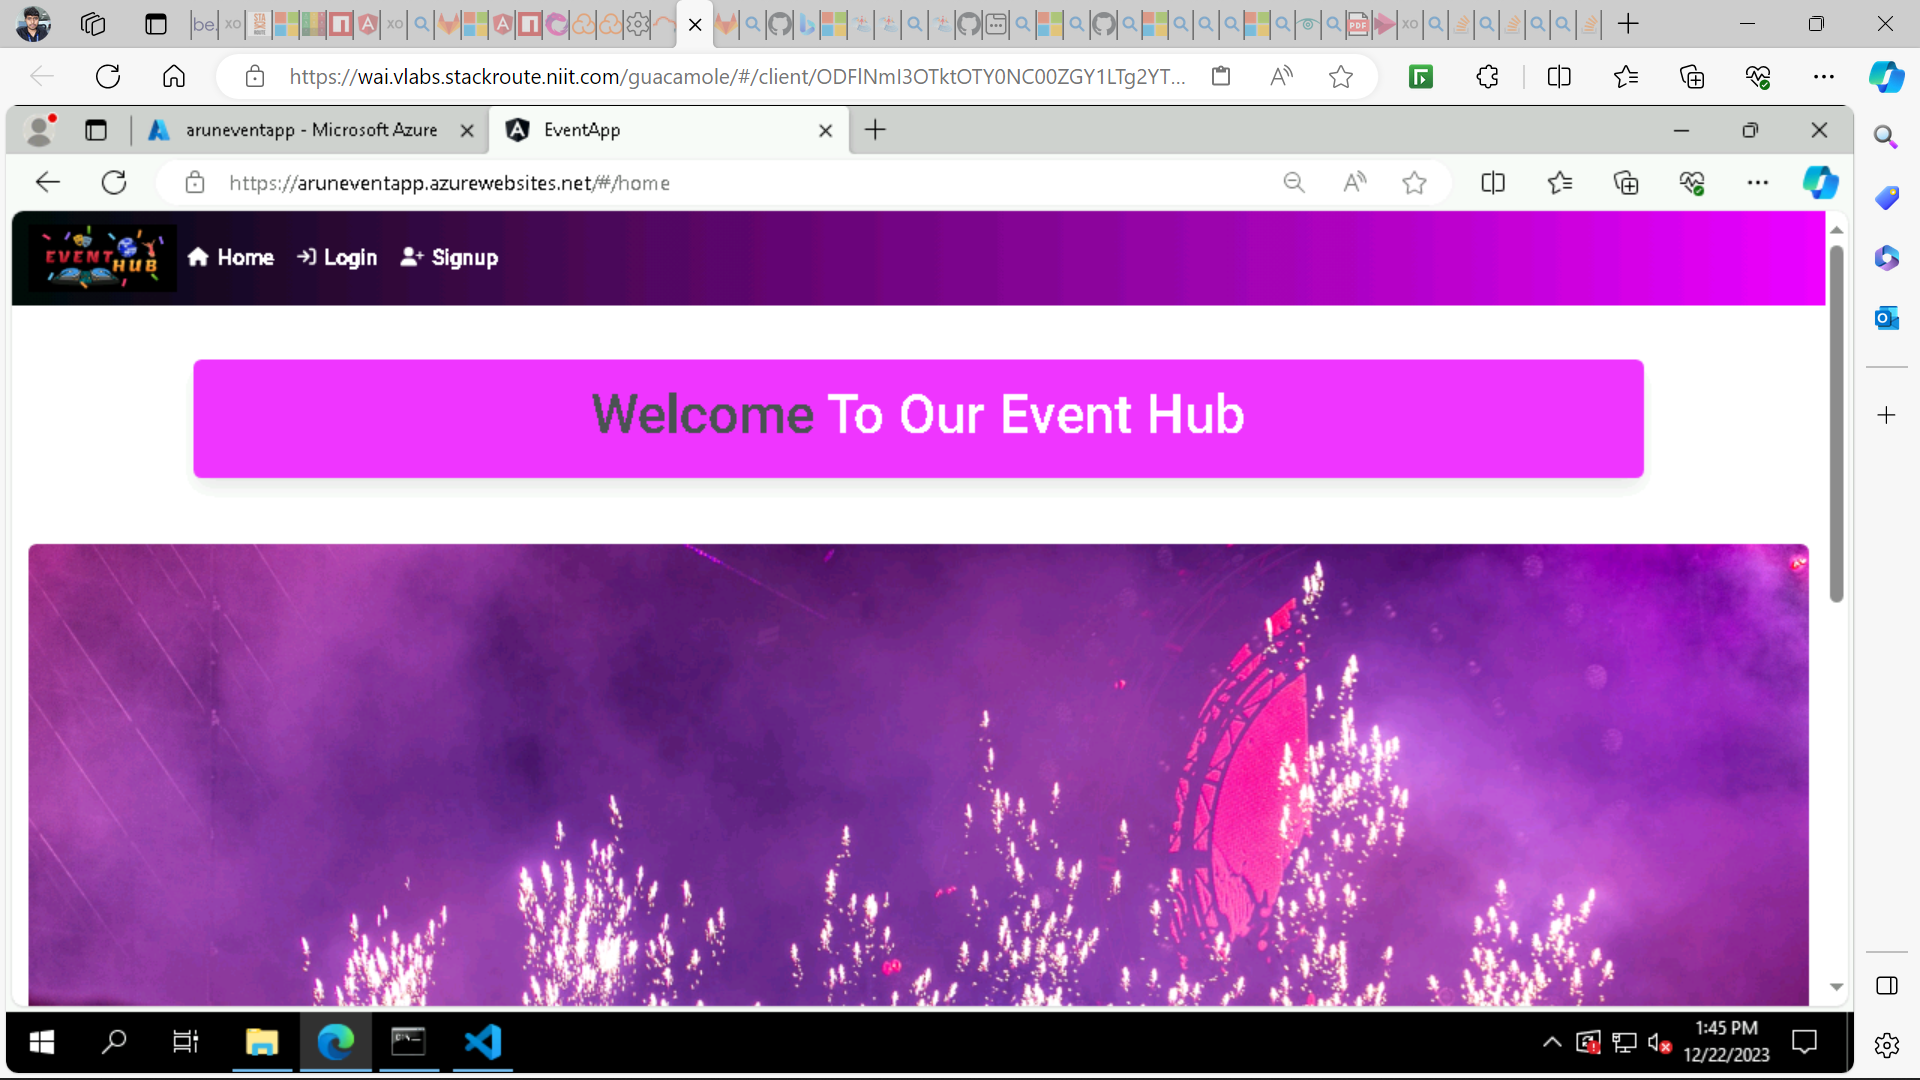 be.
https://wai.vlabs.stackroute.niit.com/guacamole/#/client/ODFlNmI3OTktOTY0NC00ZGY1LTg2YT...
aruneventapp - Microsoft Azure
EventApp
https://aruneventapp.azurewebsites.net/#/home
EVENT HUB
Home
Login
Signup
Welcome To Our Event Hub
1:45 PM
12/22/2023